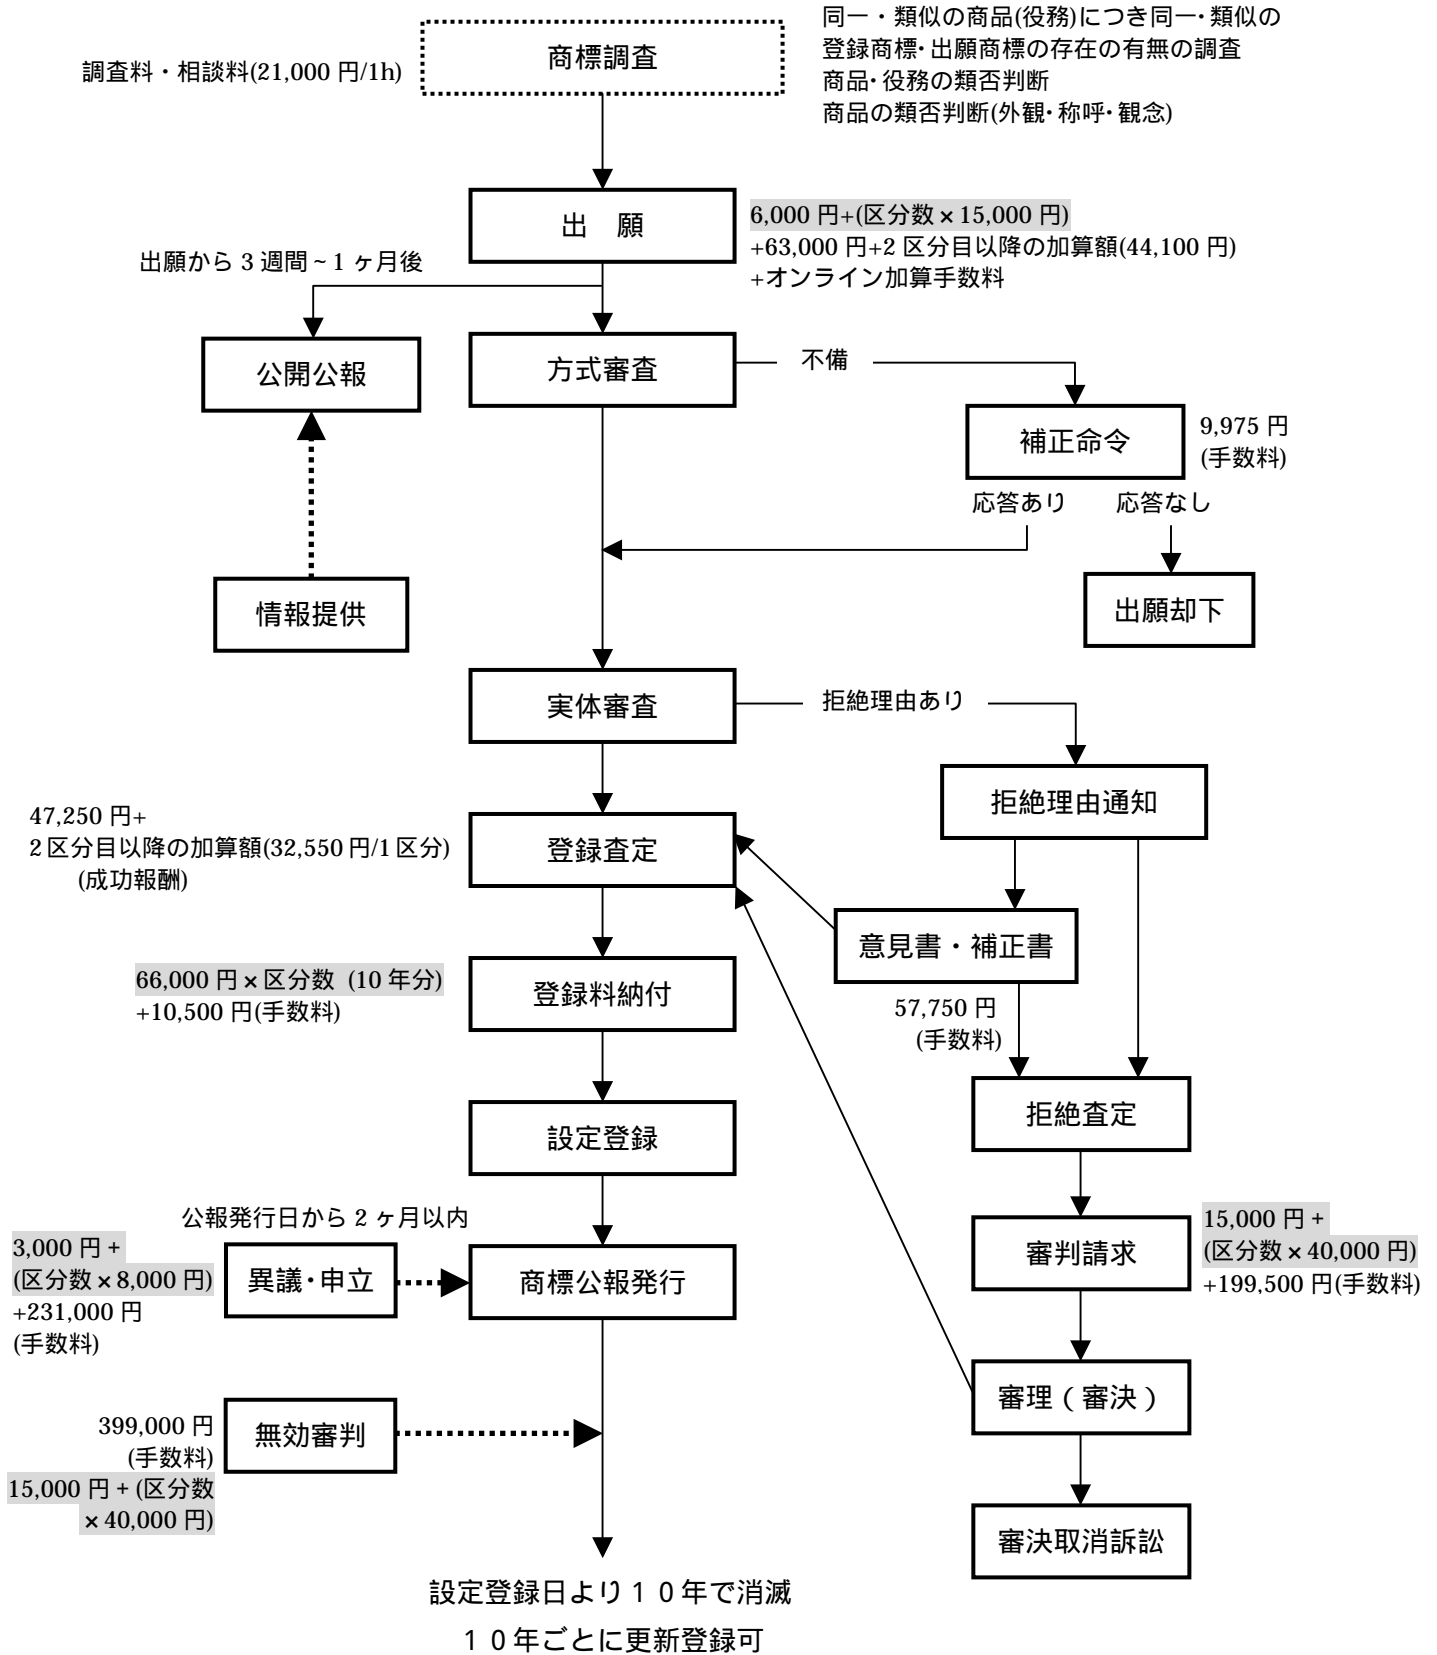 同一・類似の商品(役務)につき同一・類似の
登録商標・出願商標の存在の有無の調査
商品・役務の類否判断
商品の類否判断(外観・称呼・観念)
商標調査
調査料・相談料(21,000 円/1h)
出　願
6,000 円+(区分数×15,000 円)
+63,000 円+2 区分目以降の加算額(44,100 円)
+オンライン加算手数料
出願から 3 週間~1 ヶ月後
公開公報
方式審査
不備
補正命令
9,975 円
(手数料)
応答あり
応答なし
出願却下
情報提供
実体審査
拒絶理由あり
拒絶理由通知
47,250 円+
2 区分目以降の加算額(32,550 円/1 区分)
(成功報酬)
登録査定
意見書・補正書
57,750 円
(手数料)
66,000 円×区分数 (10 年分)
+10,500 円(手数料)
登録料納付
拒絶査定
設定登録
公報発行日から 2 ヶ月以内
3,000 円 +
(区分数×8,000 円)
+231,000 円
(手数料)
異議・申立
商標公報発行
審判請求
15,000 円 +
(区分数×40,000 円)
+199,500 円(手数料)
審理（審決）
399,000 円
(手数料)
15,000 円 + (区分数
×40,000 円)
無効審判
審決取消訴訟
設定登録日より１０年で消滅
１０年ごとに更新登録可